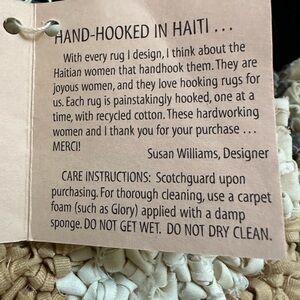 HAND-HOOKED IN HAITI ...
With every rug I design, I think about the
Haitian women that handhook them. They are
joyous women, and they love hooking rugs for
us. Each rug is painstakingly hooked, one at a
time, with recycled cotton. These hardworking
women and I thank you for your purchase ...
MERCI!
Susan Williams, Designer
CARE INSTRUCTIONS: Scotchguard upon
purchasing. For thorough cleaning, use a carpet
foam (such as Glory) applied with a damp
sponge. DO NOT GET WET. DO NOT DRY CLEAN.